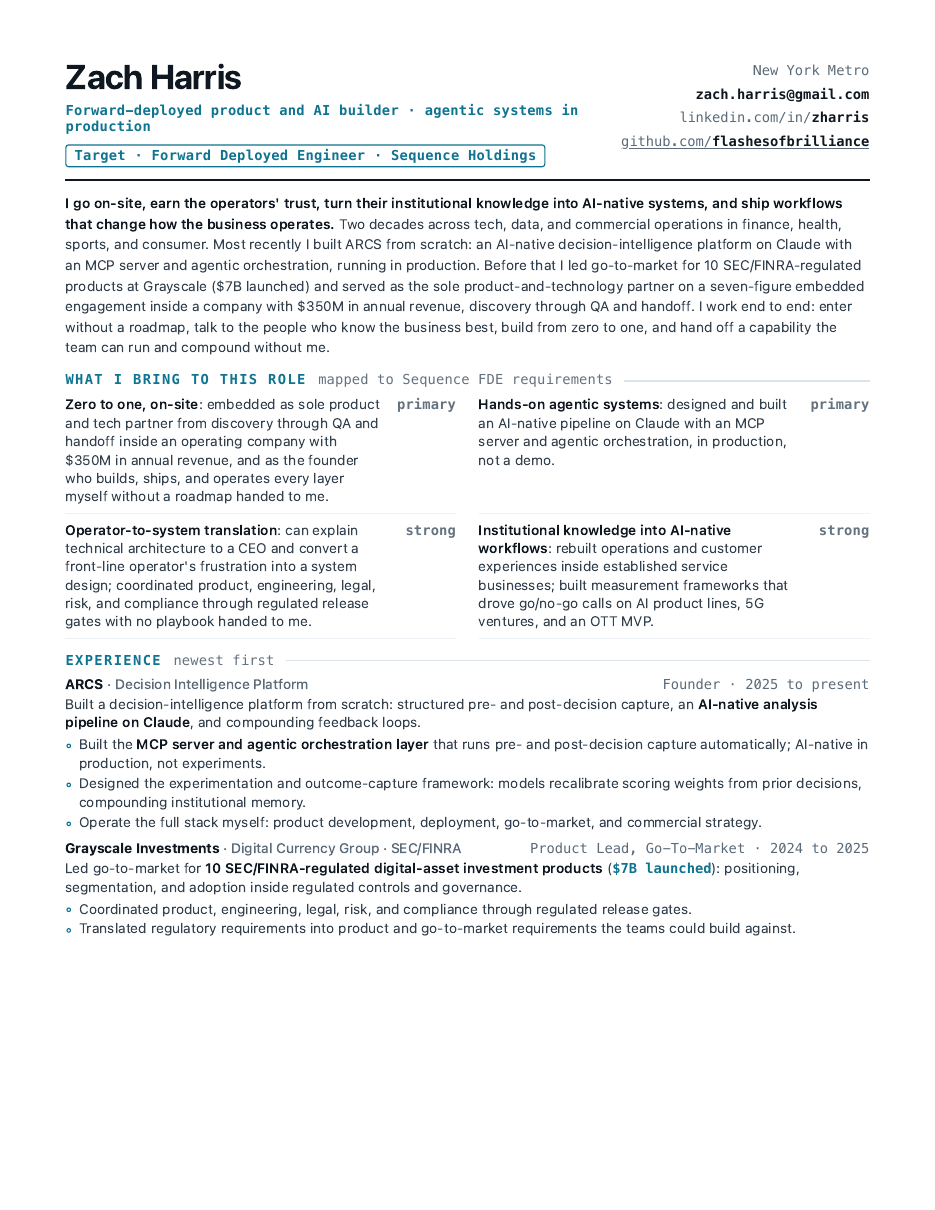 Zach Harris
New York Metro
zach.harris@gmail.com
linkedin.com/in/zharris
github.com/flashesofbrilliance
Forward-deployed product and AI builder · agentic systems in
production
Target · Forward Deployed Engineer · Sequence Holdings
I go on-site, earn the operators' trust, turn their institutional knowledge into AI-native systems, and ship workflows
that change how the business operates. Two decades across tech, data, and commercial operations in finance, health,
sports, and consumer. Most recently I built ARCS from scratch: an AI-native decision-intelligence platform on Claude with
an MCP server and agentic orchestration, running in production. Before that I led go-to-market for 10 SEC/FINRA-regulated
products at Grayscale ($7B launched) and served as the sole product-and-technology partner on a seven-figure embedded
engagement inside a company with $350M in annual revenue, discovery through QA and handoff. I work end to end: enter
without a roadmap, talk to the people who know the business best, build from zero to one, and hand off a capability the
team can run and compound without me.
WHAT I BRING TO THIS ROLE mapped to Sequence FDE requirements
Zero to one, on-site: embedded as sole product primary
and tech partner from discovery through QA and
handoff inside an operating company with
$350M in annual revenue, and as the founder
who builds, ships, and operates every layer
myself without a roadmap handed to me.
Hands-on agentic systems: designed and built primary
an AI-native pipeline on Claude with an MCP
server and agentic orchestration, in production,
not a demo.
Operator-to-system translation: can explain strong
technical architecture to a CEO and convert a
front-line operator's frustration into a system
design; coordinated product, engineering, legal,
risk, and compliance through regulated release
gates with no playbook handed to me.
Institutional knowledge into AI-native strong
workflows: rebuilt operations and customer
experiences inside established service
businesses; built measurement frameworks that
drove go/no-go calls on AI product lines, 5G
ventures, and an OTT MVP.
EXPERIENCE newest first
ARCS · Decision Intelligence Platform Founder · 2025 to present
Built a decision-intelligence platform from scratch: structured pre- and post-decision capture, an AI-native analysis
pipeline on Claude, and compounding feedback loops.
Built the MCP server and agentic orchestration layer that runs pre- and post-decision capture automatically; AI-native in
production, not experiments.
Designed the experimentation and outcome-capture framework: models recalibrate scoring weights from prior decisions,
compounding institutional memory.
Operate the full stack myself: product development, deployment, go-to-market, and commercial strategy.
Grayscale Investments · Digital Currency Group · SEC/FINRA Product Lead, Go-To-Market · 2024 to 2025
Led go-to-market for 10 SEC/FINRA-regulated digital-asset investment products ($7B launched): positioning,
segmentation, and adoption inside regulated controls and governance.
Coordinated product, engineering, legal, risk, and compliance through regulated release gates.
Translated regulatory requirements into product and go-to-market requirements the teams could build against.